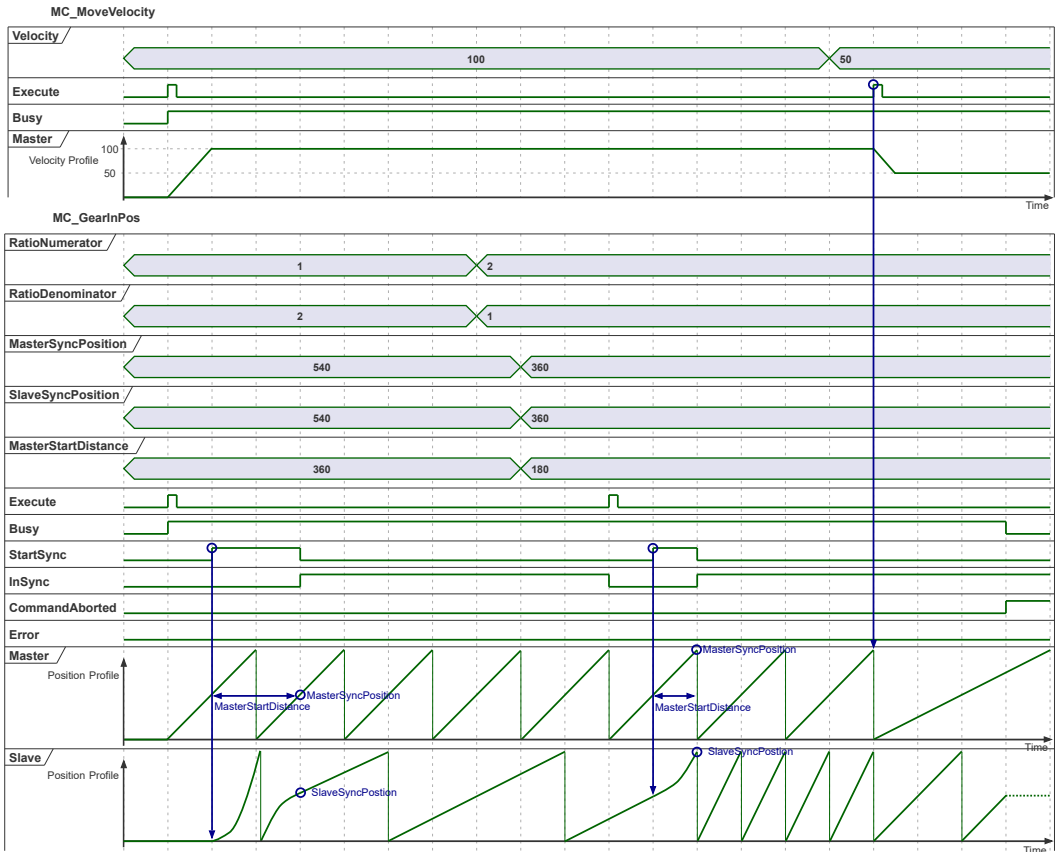 MC_MoveVelocity
Velocity
100
50
Execute
Busy
Master
100
Velocity Profile
50
Time
MC_GearInPos
RatioNumerator
1
2
RatioDenominator
2
1
MasterSyncPosition
540
360
SlaveSyncPosition
540
360
MasterStartDistance
360
180
Execute
Busy
StartSync
InSync
CommandAborted
Error
Master
MasterSyncPosition
Position Profile
MasterSyncPosition
MasterStartDistance
MasterStartDistance
Time
Slave
SlaveSyncPostion
Position Profile
SlaveSyncPostion
Time